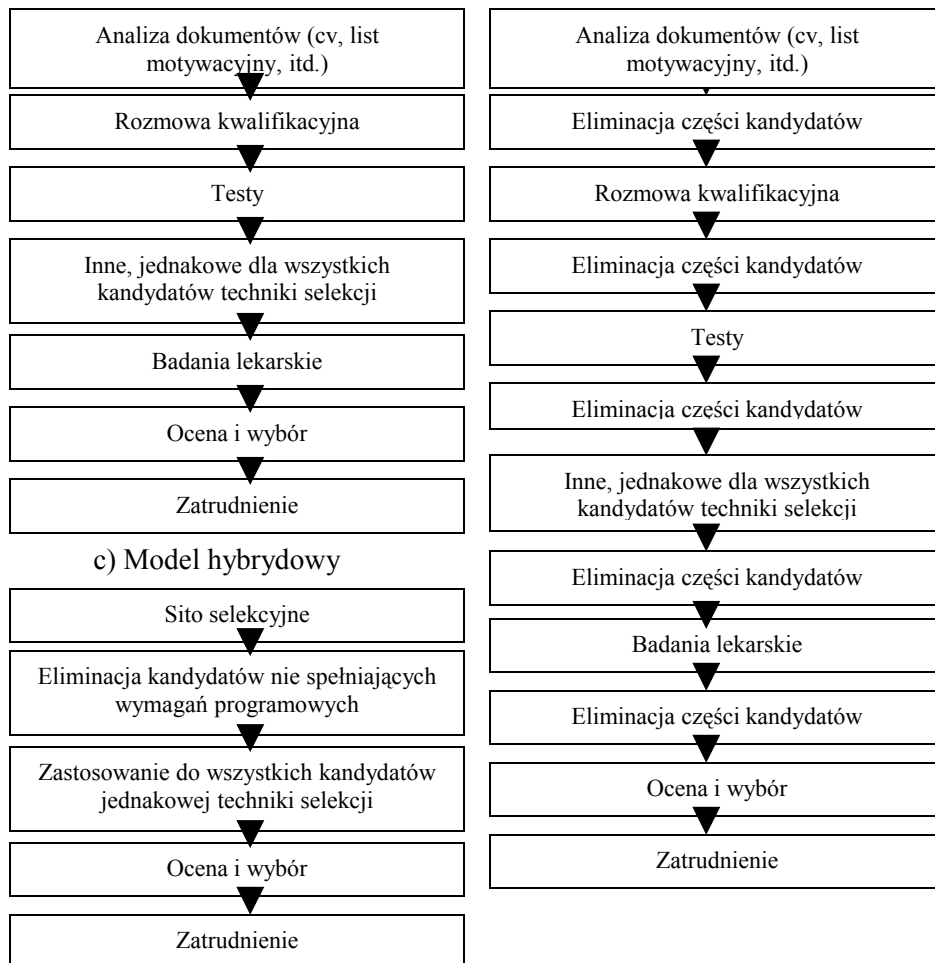 Analiza dokumentów (cv, list
motywacyjny, itd.)
Rozmowa kwalifikacyjna
Testy
Inne, jednakowe dla wszystkich
kandydatów techniki selekcji
Badania lekarskie
Ocena i wybór
Zatrudnienie
c) Model hybrydowy
Sito selekcyjne
Eliminacja kandydatów nie spełniających
wymagań programowych
Zastosowanie do wszystkich kandydatów
jednakowej techniki selekcji
Ocena i wybór
Zatrudnienie
Analiza dokumentów (cv, list
motywacyjny, itd.)
Eliminacja części kandydatów
Rozmowa kwalifikacyjna
Eliminacja części kandydatów
Testy
Eliminacja części kandydatów
Inne, jednakowe dla wszystkich
kandydatów techniki selekcji
Eliminacja części kandydatów
Badania lekarskie
Eliminacja części kandydatów
Ocena i wybór
Zatrudnienie